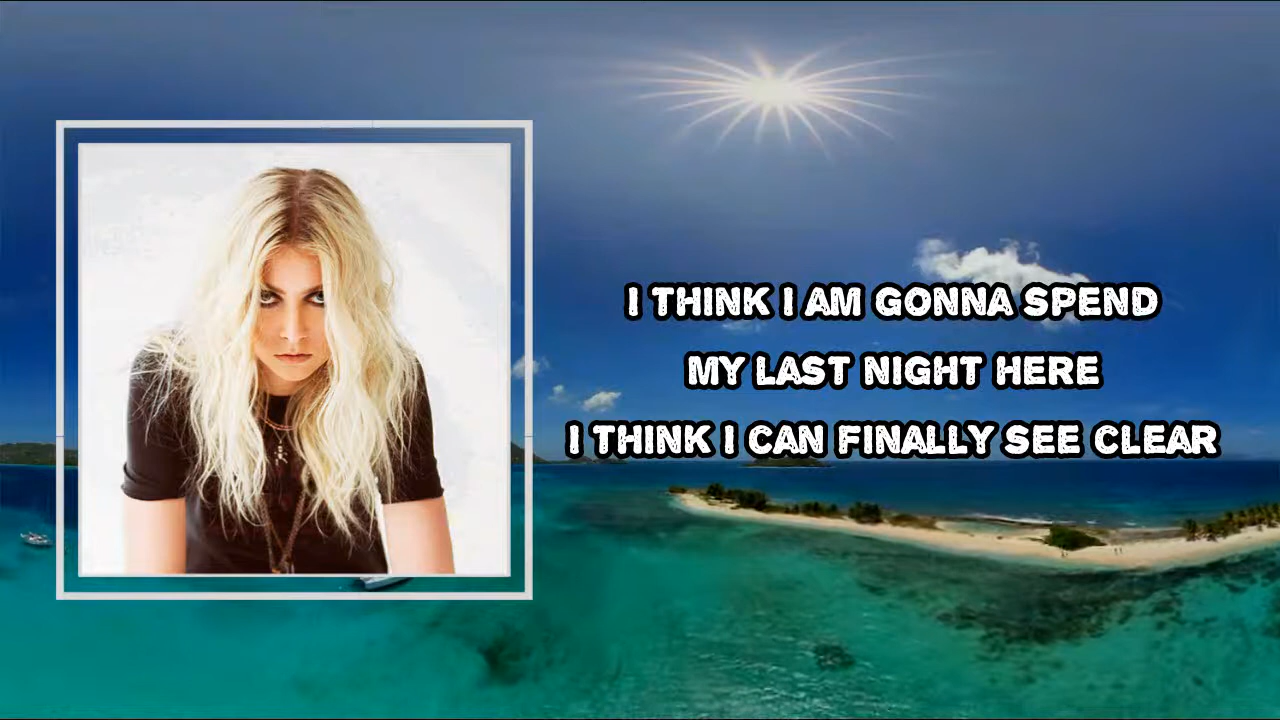 I THINK I AM GONNA SPEND
MY LAST NIGHT HERE
I THINK I CAN FINALLY SEE CLEAR